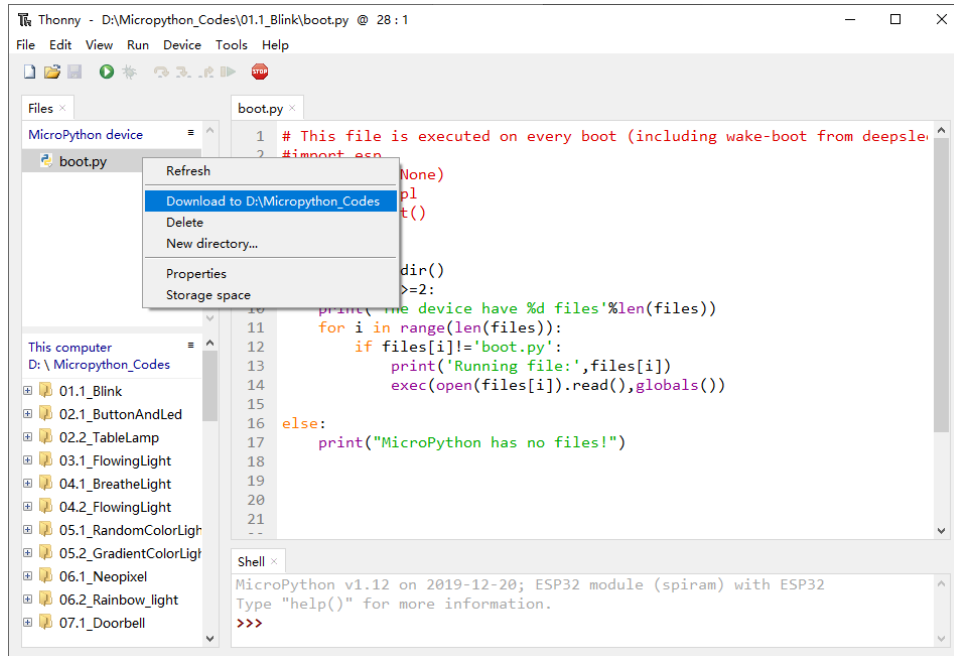 Thonny - D:\Micropython_Codes\01.1_Blink\boot.py @ 28 : 1
File Edit View Run Device Tools Help
STOP
Files
MicroPython device
boot.py
Refresh
Download to D:\Micropython_Codes
Delete
New directory...
Properties
Storage space
This computer
D: \ Micropython_Codes
01.1_Blink
02.1_ButtonAndLed
02.2_TableLamp
03.1_FlowingLight
04.1_BreatheLight
04.2_FlowingLight
05.1_RandomColorLigh
05.2_GradientColorLigh
06.1_Neopixel
06.2_Rainbow_light
07.1_Doorbell
boot.py
1 # This file is executed on every boot (including wake-boot from deepslee
2 #import esp
None)
pl
t()
dir()
>=2:
10 print('The device have %d files'%len(files))
11 for i in range(len(files)):
12 if files[i]!='boot.py':
13 print('Running file:',files[i])
14 exec(open(files[i]).read(),globals())
15
16 else:
17 print("MicroPython has no files!")
18
19
20
21
Shell
MicroPython v1.12 on 2019-12-20; ESP32 module (spiram) with ESP32
Type "help()" for more information.
>>>